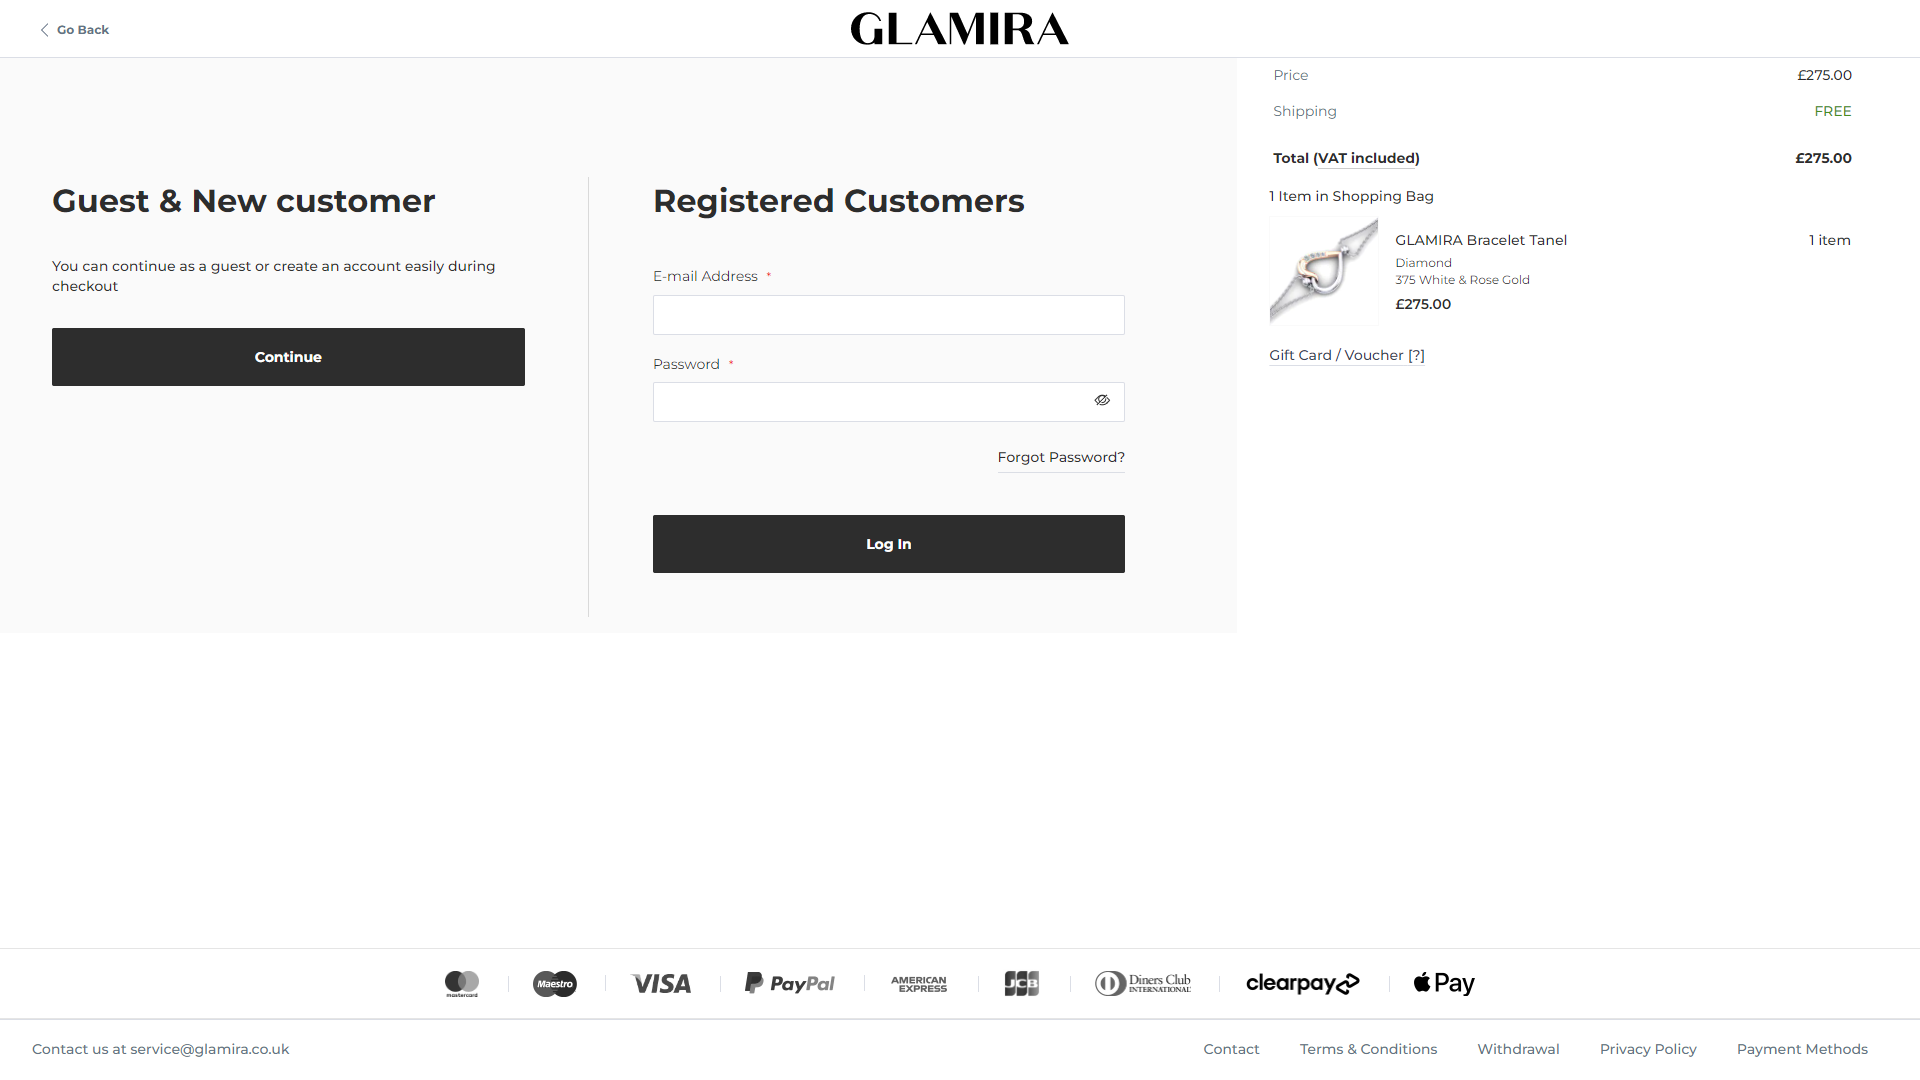 Go Back
GLAMIRA
Guest & New customer
You can continue as a guest or create an account easily during
checkout
Continue
Registered Customers
E-mail Address *
Password *
Forgot Password?
Log In
Price £275.00
Shipping FREE
Total (VAT included) £275.00
1 Item in Shopping Bag
GLAMIRA Bracelet Tanel 1 item
Diamond
375 White & Rose Gold
£275.00
Gift Card / Voucher [?]
mastercard
Maestro
VISA
PayPal
AMERICAN
EXPRESS
JCB
Diners Club
INTERNATIONAL
clearpay
Pay
Contact us at service@glamira.co.uk
Contact
Terms & Conditions
Withdrawal
Privacy Policy
Payment Methods